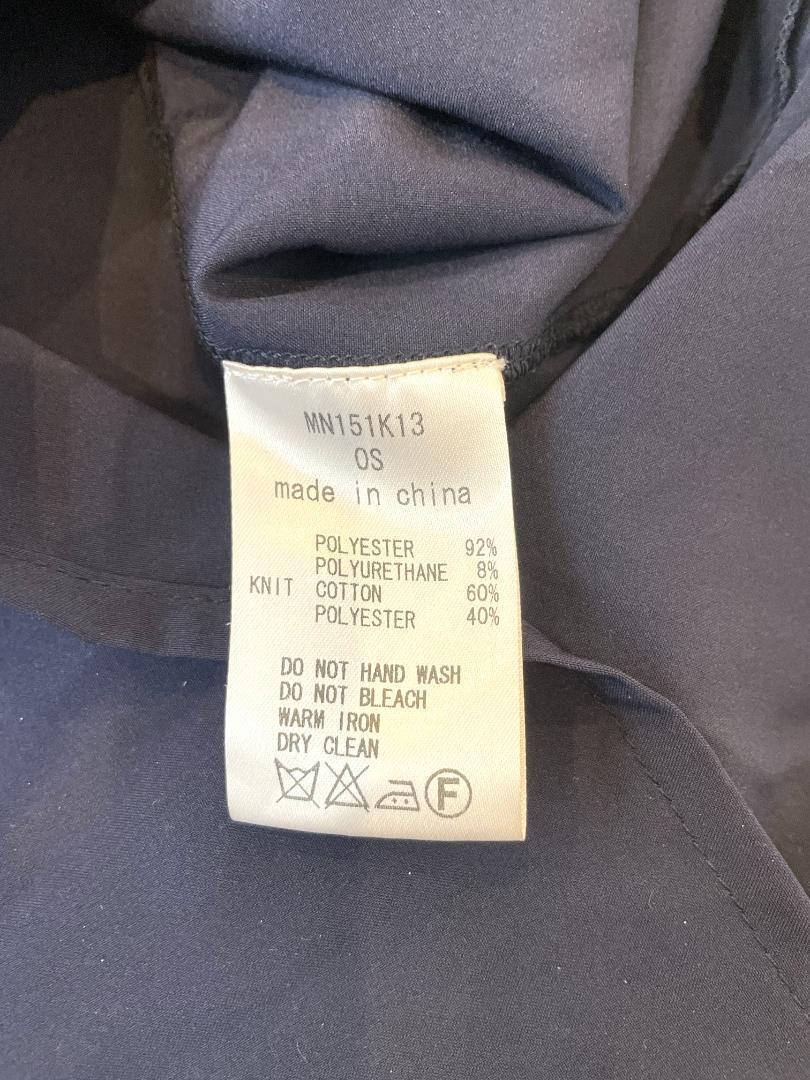 MN151K13
OS
made in china
POLYESTER 92%
POLYURETHANE 8%
KNIT COTTON 60%
POLYESTER 40%
DO NOT HAND WASH
DO NOT BLEACH
WARM IRON
DRY CLEAN
F